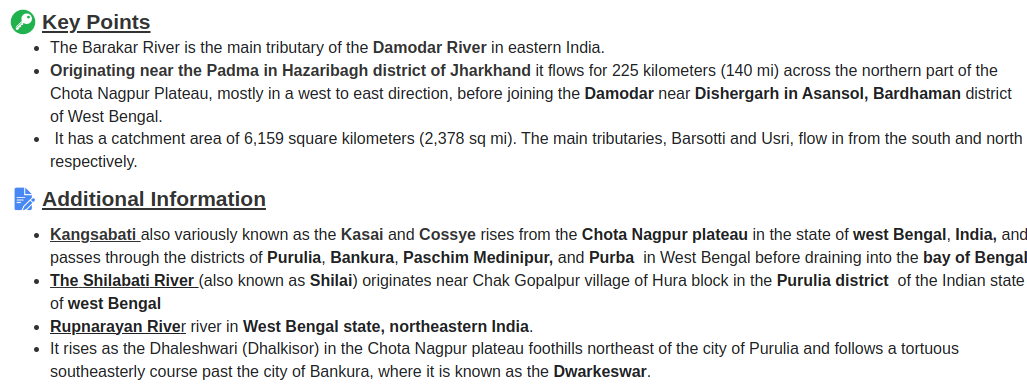 Key Points
The Barakar River is the main tributary of the Damodar River in eastern India.
Originating near the Padma in Hazaribagh district of Jharkhand it flows for 225 kilometers (140 mi) across the northern part of the
Chota Nagpur Plateau, mostly in a west to east direction, before joining the Damodar near Dishergarh in Asansol, Bardhaman district
of West Bengal.
It has a catchment area of 6,159 square kilometers (2,378 sq mi). The main tributaries, Barsotti and Usri, flow in from the south and north
respectively.
Additional Information
Kangsabati also variously known as the Kasai and Cossye rises from the Chota Nagpur plateau in the state of west Bengal, India, and
passes through the districts of Purulia, Bankura, Paschim Medinipur, and Purba in West Bengal before draining into the bay of Bengal
The Shilabati River (also known as Shilai) originates near Chak Gopalpur village of Hura block in the Purulia district of the Indian state
of west Bengal
Rupnarayan River river in West Bengal state, northeastern India.
It rises as the Dhaleshwari (Dhalkisor) in the Chota Nagpur plateau foothills northeast of the city of Purulia and follows a tortuous
southeasterly course past the city of Bankura, where it is known as the Dwarkeswar.